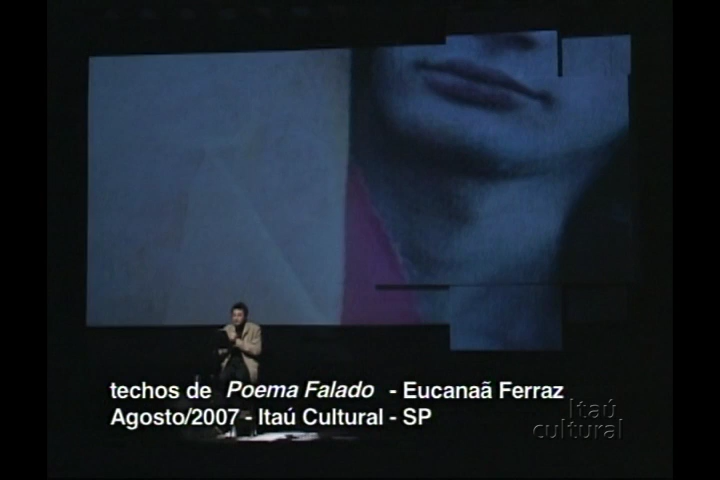 techos de Poema Falado - Eucanaã Ferraz
Agosto/2007 - Itaú Cultural - SP
Itaú
cultural